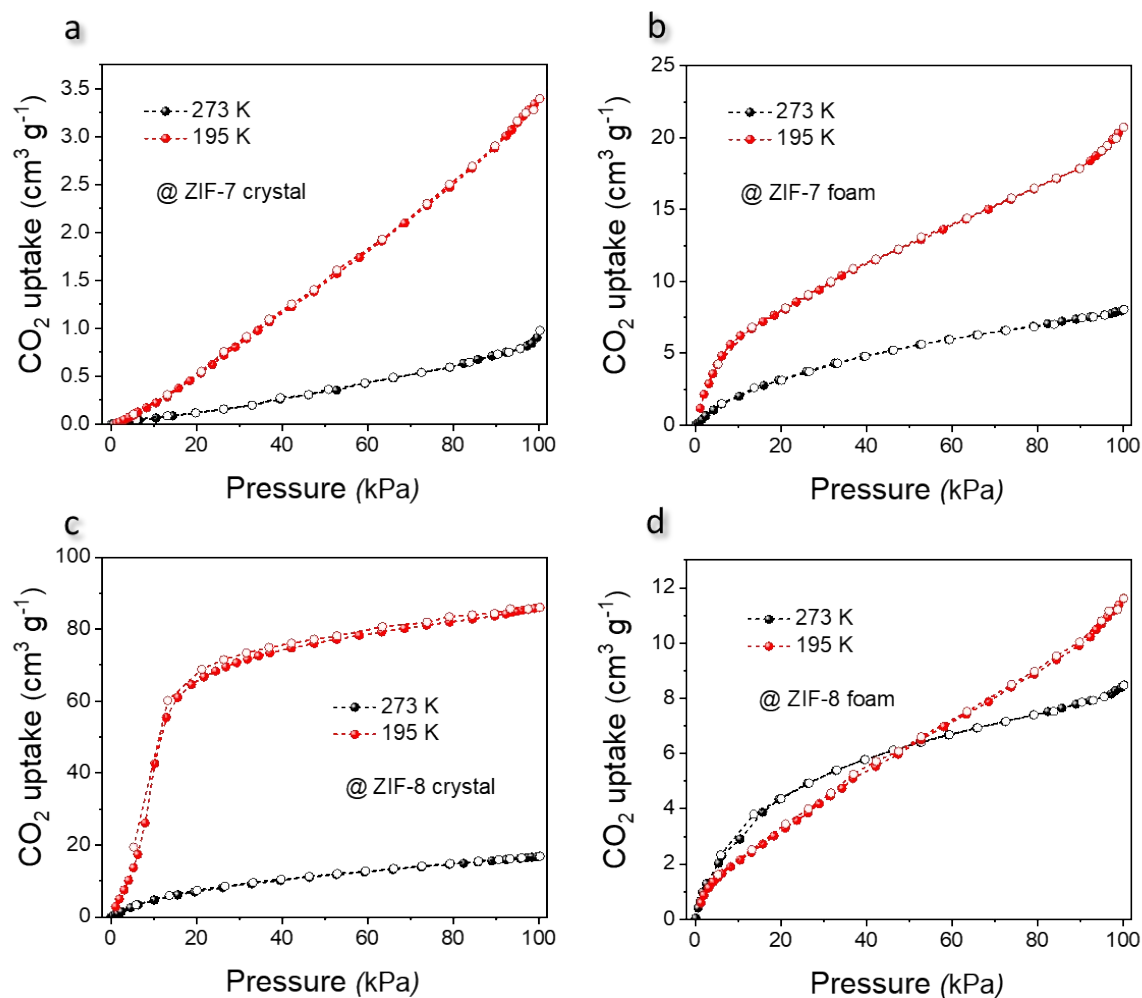 a
CO₂ uptake (cm³ g⁻¹)
3.5
3.0
2.5
2.0
1.5
1.0
0.5
0.0
273 K
195 K
@ ZIF-7 crystal
0 20 40 60 80 100
Pressure (kPa)
b
CO₂ uptake (cm³ g⁻¹)
25
20
15
10
5
0
273 K
195 K
@ ZIF-7 foam
0 20 40 60 80 100
Pressure (kPa)
c
CO₂ uptake (cm³ g⁻¹)
100
80
60
40
20
0
273 K
195 K
@ ZIF-8 crystal
0 20 40 60 80 100
Pressure (kPa)
d
CO₂ uptake (cm³ g⁻¹)
12
10
8
6
4
2
0
273 K
195 K
@ ZIF-8 foam
0 20 40 60 80 100
Pressure (kPa)